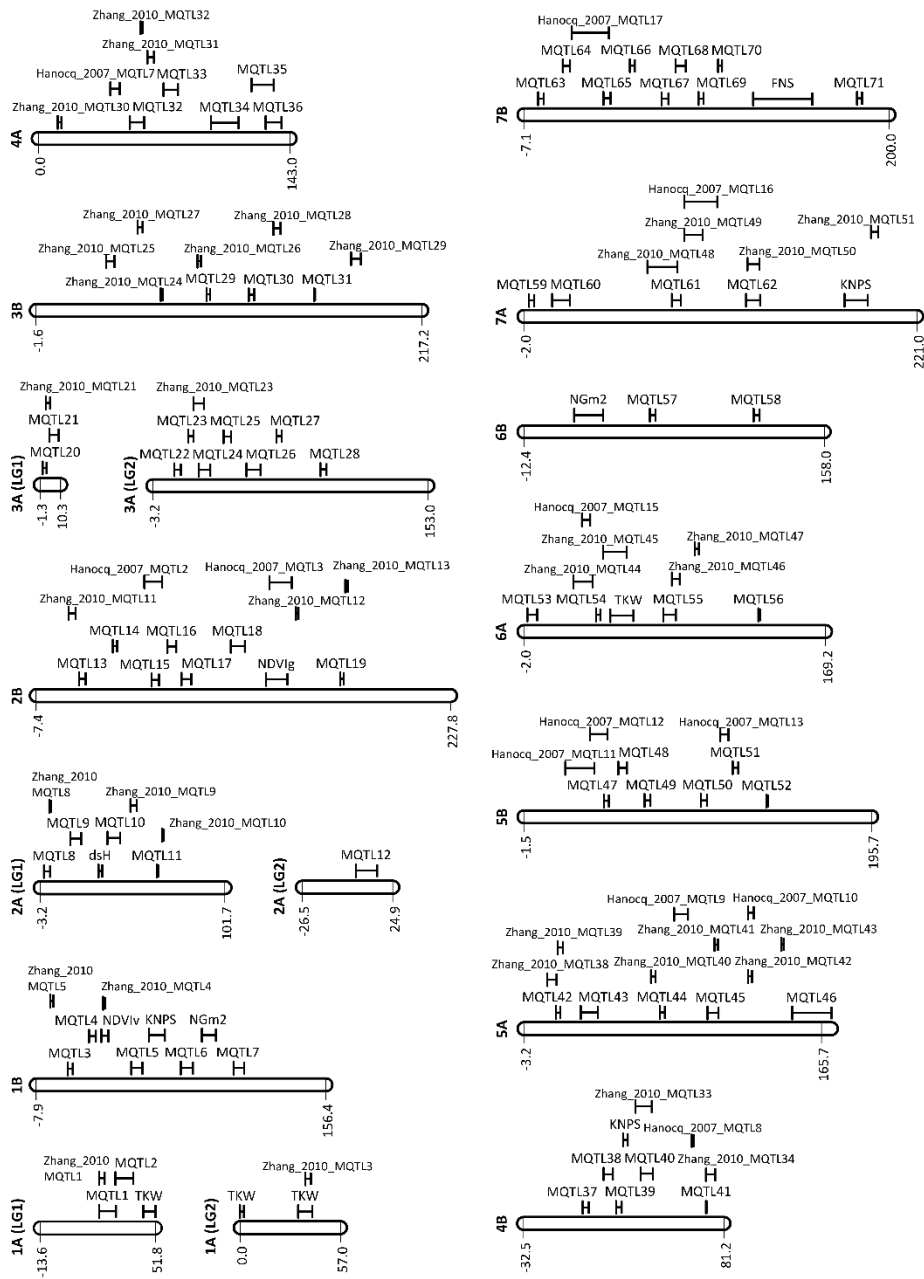 Zhang_2010_MQTL32
Zhang_2010_MQTL31
Hanocq_2007_MQTL7 MQTL33 MQTL35
Zhang_2010_MQTL30 MQTL32 MQTL34 MQTL36
4A
0.0 143.0
Zhang_2010_MQTL27 Zhang_2010_MQTL28
Zhang_2010_MQTL25 Zhang_2010_MQTL26 Zhang_2010_MQTL29
Zhang_2010_MQTL24 MQTL29 MQTL30 MQTL31
3B
-1.6 217.2
Zhang_2010_MQTL21
MQTL21
MQTL20
3A (LG1)
-1.3 10.3
Zhang_2010_MQTL23
MQTL23 MQTL25 MQTL27
MQTL22 MQTL24 MQTL26 MQTL28
3A (LG2)
-3.2 153.0
Hanocq_2007_MQTL2 Hanocq_2007_MQTL3 Zhang_2010_MQTL13
Zhang_2010_MQTL11 Zhang_2010_MQTL12
MQTL14 MQTL16 MQTL18
MQTL13 MQTL15 MQTL17 NDVIg MQTL19
2B
-7.4 227.8
Zhang_2010
MQTL8 Zhang_2010_MQTL9
MQTL9 MQTL10 Zhang_2010_MQTL10
MQTL8 dsH MQTL11
2A (LG1)
-3.2 101.7
MQTL12
2A (LG2)
-26.5 24.9
Zhang_2010
MQTL5 Zhang_2010_MQTL4
MQTL4 NDVIv KNPS NGm2
MQTL3 MQTL5 MQTL6 MQTL7
1B
-7.9 156.4
Zhang_2010
MQTL1 MQTL2
MQTL1 TKW
1A (LG1)
-13.6 51.8
Zhang_2010_MQTL3
TKW TKW
1A (LG2)
0.0 57.0
Hanocq_2007_MQTL17
MQTL64 MQTL66 MQTL68 MQTL70
MQTL63 MQTL65 MQTL67 MQTL69 FNS MQTL71
7B
-7.1 200.0
Hanocq_2007_MQTL16
Zhang_2010_MQTL49 Zhang_2010_MQTL51
Zhang_2010_MQTL48 Zhang_2010_MQTL50
MQTL59 MQTL60 MQTL61 MQTL62 KNPS
7A
-2.0 221.0
NGm2 MQTL57 MQTL58
6B
-12.4 158.0
Hanocq_2007_MQTL15
Zhang_2010_MQTL45 Zhang_2010_MQTL47
Zhang_2010_MQTL44 Zhang_2010_MQTL46
MQTL53 MQTL54 TKW MQTL55 MQTL56
6A
-2.0 169.2
Hanocq_2007_MQTL12 Hanocq_2007_MQTL13
Hanocq_2007_MQTL11 MQTL48 MQTL51
MQTL47 MQTL49 MQTL50 MQTL52
5B
-1.5 195.7
Hanocq_2007_MQTL9 Hanocq_2007_MQTL10
Zhang_2010_MQTL39 Zhang_2010_MQTL41 Zhang_2010_MQTL43
Zhang_2010_MQTL38 Zhang_2010_MQTL40 Zhang_2010_MQTL42
MQTL42 MQTL43 MQTL44 MQTL45 MQTL46
5A
-3.2 165.7
Zhang_2010_MQTL33
KNPS Hanocq_2007_MQTL8
MQTL38 MQTL40 Zhang_2010_MQTL34
MQTL37 MQTL39 MQTL41
4B
-32.5 81.2